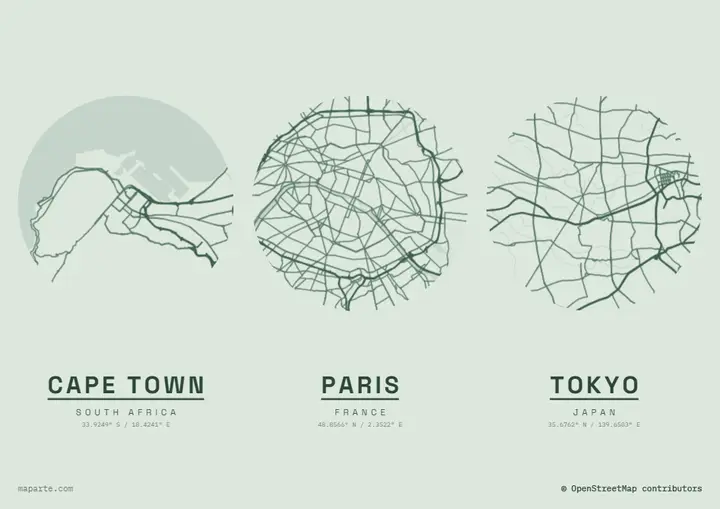 CAPE TOWN
SOUTH AFRICA
33.9249° S / 18.4241° E
PARIS
FRANCE
48.8566° N / 2.3522° E
TOKYO
JAPAN
35.6762° N / 139.6503° E
maparte.com
© OpenStreetMap contributors